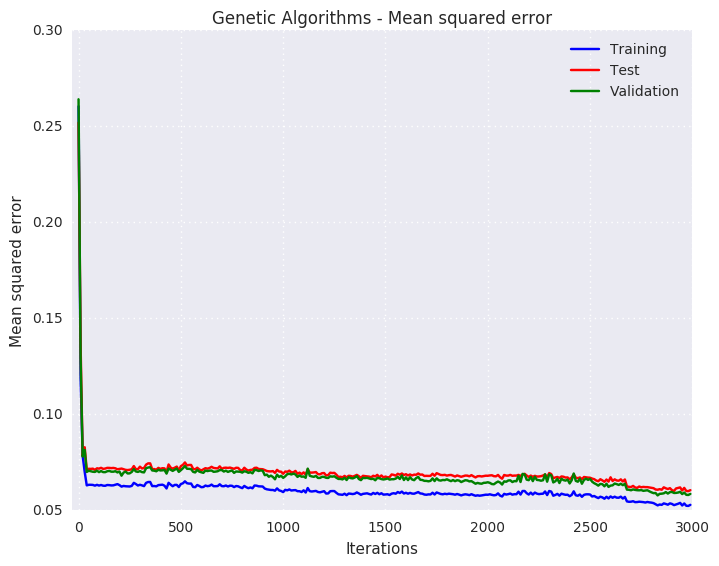 Genetic Algorithms - Mean squared error
0.30
0.25
0.20
0.15
0.10
0.05
Mean squared error
Training
Test
Validation
0 500 1000 1500 2000 2500 3000
Iterations